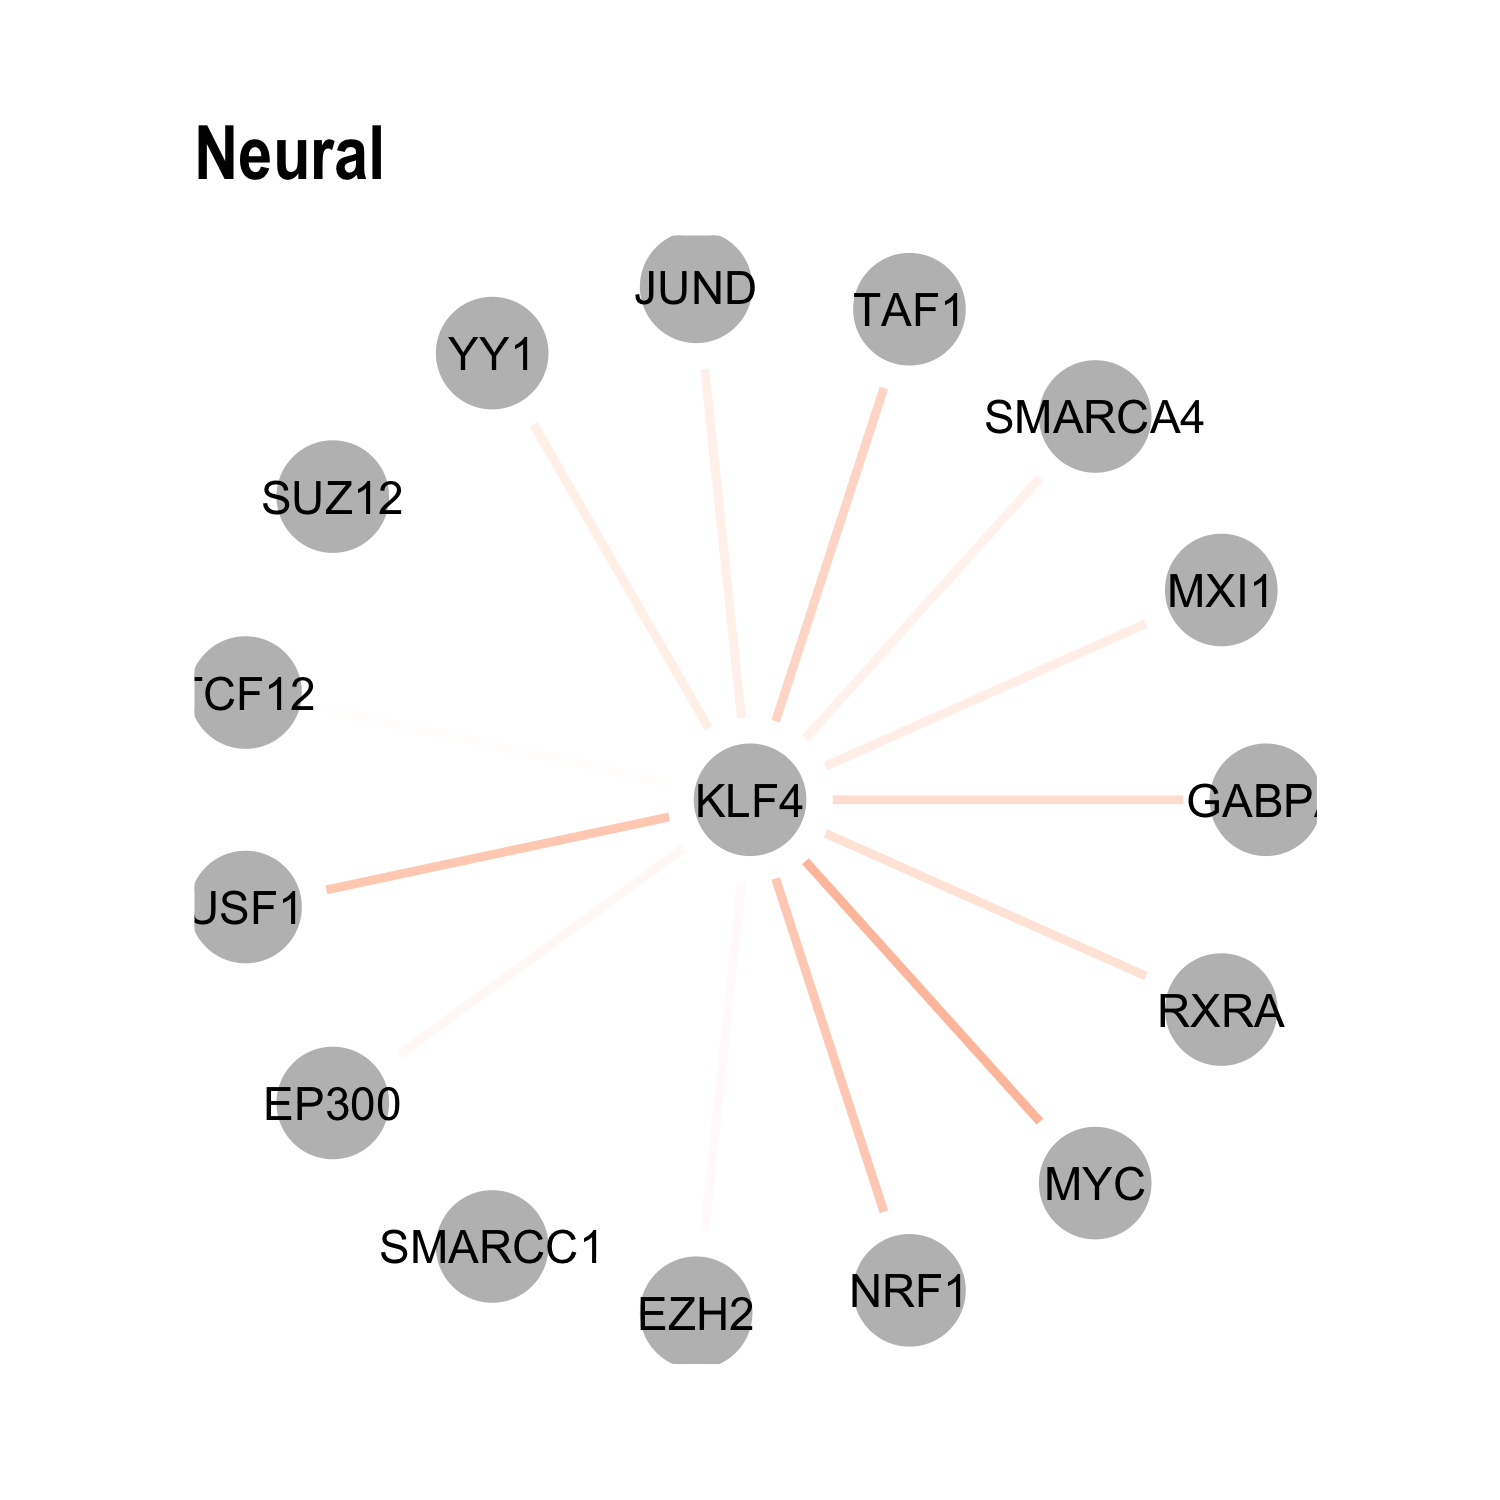 Neural
JUND
TAF1
YY1
SMARCA4
SUZ12
MXI1
TCF12
KLF4
GABPA
USF1
RXRA
EP300
MYC
SMARCC1
NRF1
EZH2